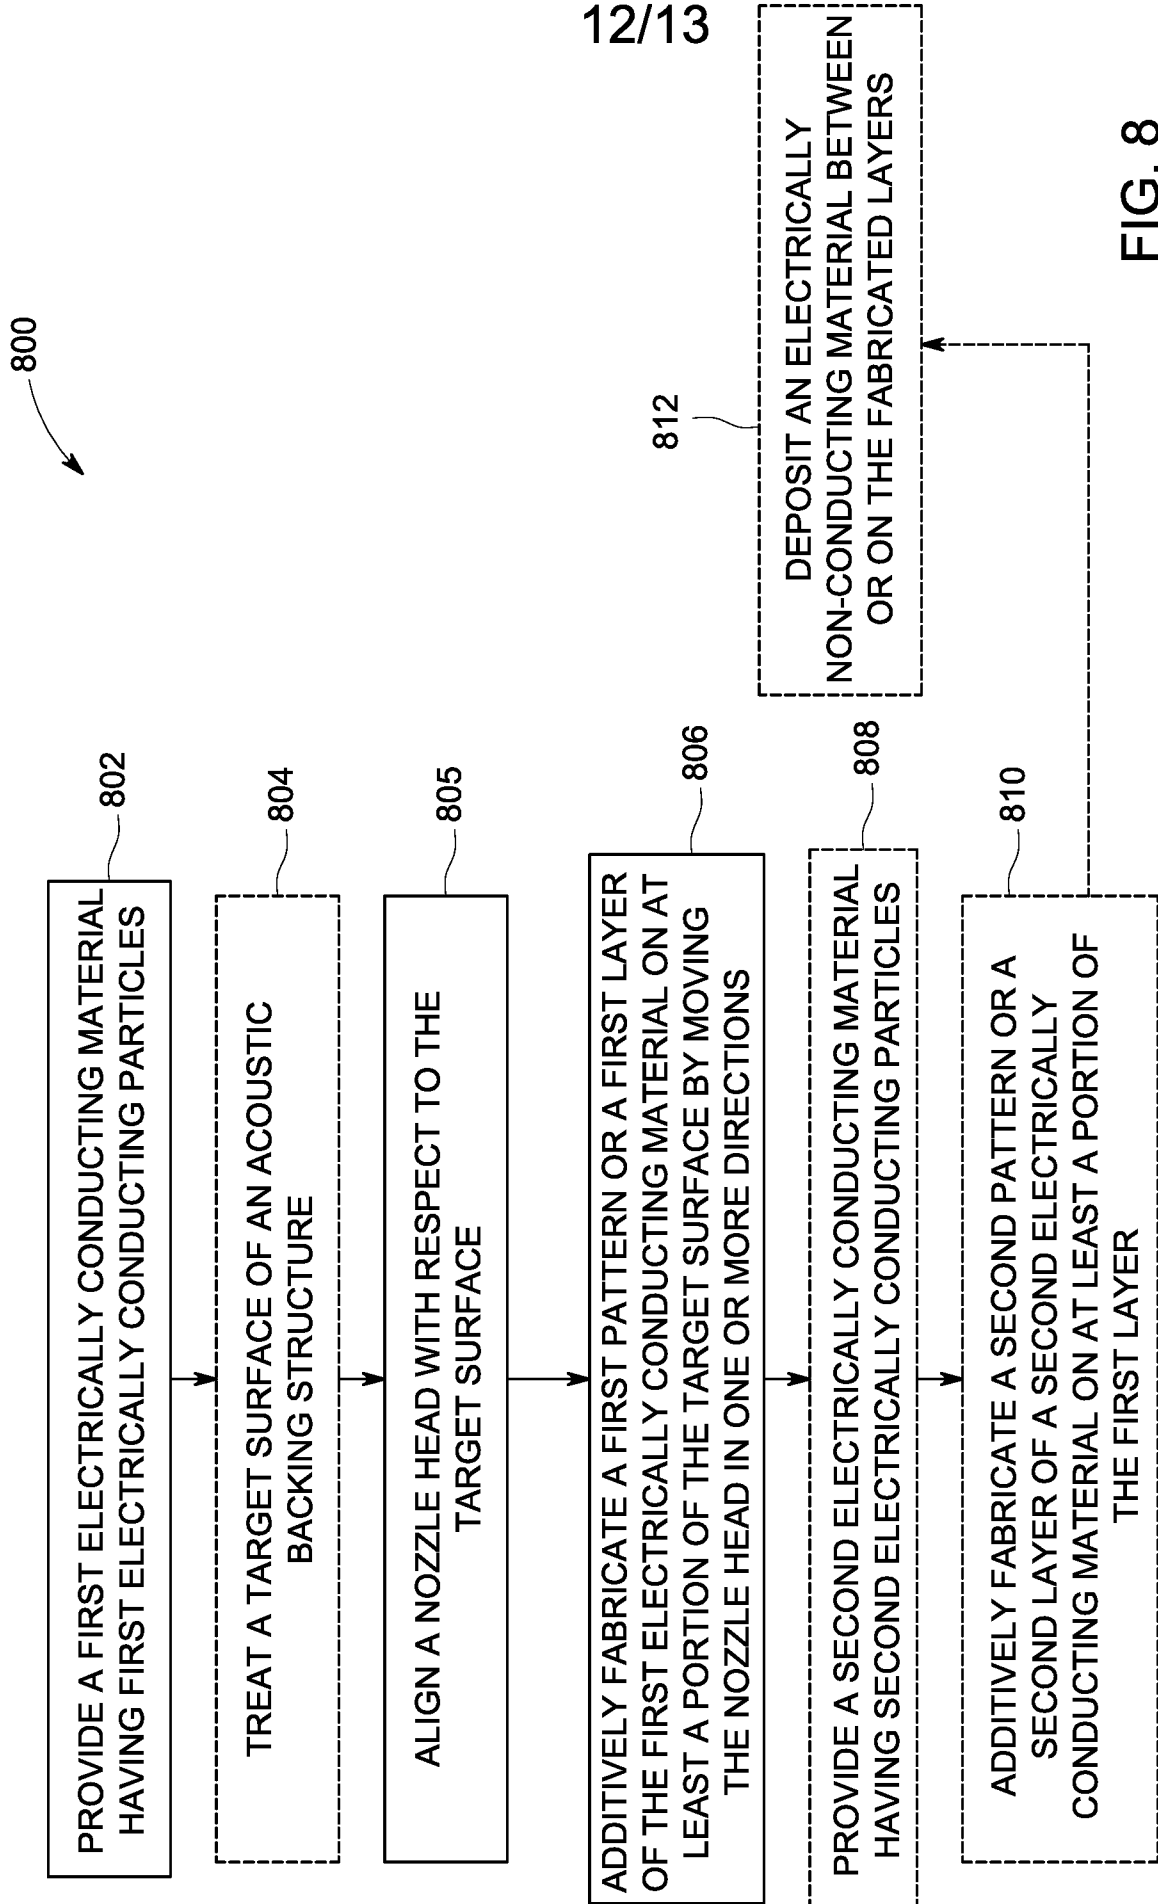 12/13
800
PROVIDE A FIRST ELECTRICALLY CONDUCTING MATERIAL
HAVING FIRST ELECTRICALLY CONDUCTING PARTICLES
802
TREAT A TARGET SURFACE OF AN ACOUSTIC
BACKING STRUCTURE
804
ALIGN A NOZZLE HEAD WITH RESPECT TO THE
TARGET SURFACE
805
ADDITIVELY FABRICATE A FIRST PATTERN OR A FIRST LAYER
OF THE FIRST ELECTRICALLY CONDUCTING MATERIAL ON AT
LEAST A PORTION OF THE TARGET SURFACE BY MOVING
THE NOZZLE HEAD IN ONE OR MORE DIRECTIONS
806
PROVIDE A SECOND ELECTRICALLY CONDUCTING MATERIAL
HAVING SECOND ELECTRICALLY CONDUCTING PARTICLES
808
ADDITIVELY FABRICATE A SECOND PATTERN OR A
SECOND LAYER OF A SECOND ELECTRICALLY
CONDUCTING MATERIAL ON AT LEAST A PORTION OF
THE FIRST LAYER
810
DEPOSIT AN ELECTRICALLY
NON-CONDUCTING MATERIAL BETWEEN
OR ON THE FABRICATED LAYERS
812
FIG. 8